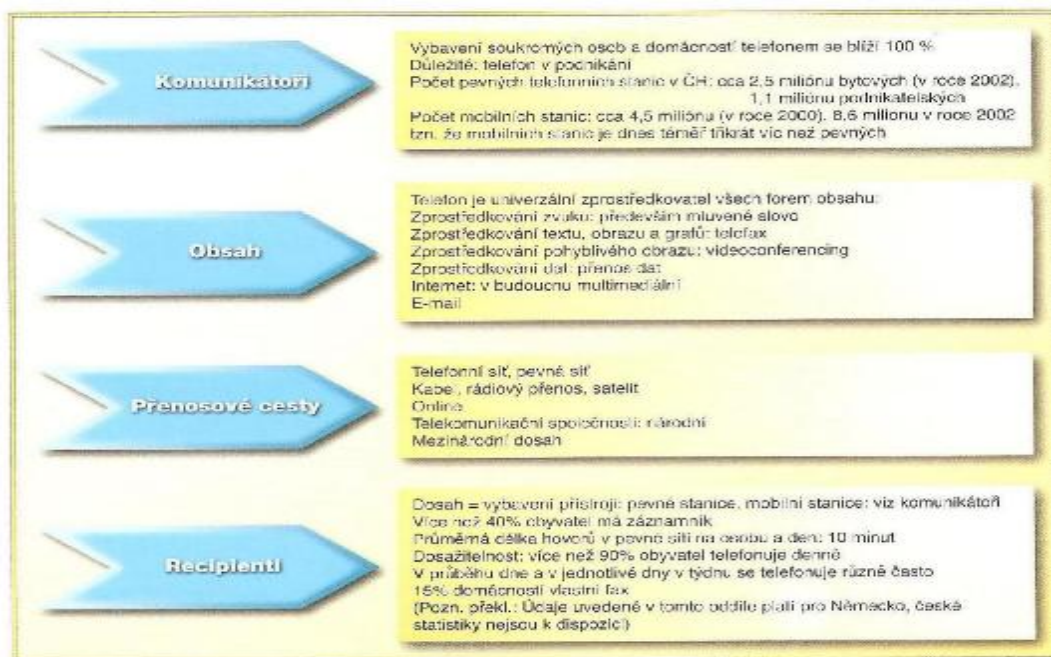 Komunikátoři
Vybavení soukromých osob a domácností telefonem se blíží 100 %
Důležité: telefon v podnikání
Počet pevných telefonních stanic v ČR: cca 2,5 miliónu bytových (v roce 2002),
1,1 miliónu podnikatelských
Počet mobilních stanic: cca 4,5 miliónu (v roce 2000), 8,6 milionu v roce 2002
tzn. že mobilních stanic je dnes téměř třikrát víc než pevných
Obsah
Telefon je univerzální zprostředkovatel všech forem obsahu:
Zprostředkování zvuku: především mluvené slovo
Zprostředkování textu, obrazu a grafů: telefax
Zprostředkování pohyblivého obrazu: videoconferencing
Zprostředkování dat: přenos dat
Internet: v budoucnu multimediální
E-mail
Přenosové cesty
Telefonní síť, pevná síť
Kabel, rádiový přenos, satelit
Online
Telekomunikační společnosti: národní
Mezinárodní dosah
Recipienti
Dosah = vybavení přístroji: pevné stanice, mobilní stanice: viz komunikátoři
Více než 40% obyvatel má záznamník
Průměrná délka hovorů v pevné síti na osobu a den: 10 minut
Dosažitelnost: více než 90% obyvatel telefonuje denně
V průběhu dne a v jednotlivé dny v týdnu se telefonuje různě často
15% domácností vlastní fax
(Pozn. překl.: Údaje uvedené v tomto oddíle platí pro Německo, české
statistiky nejsou k dispozici)